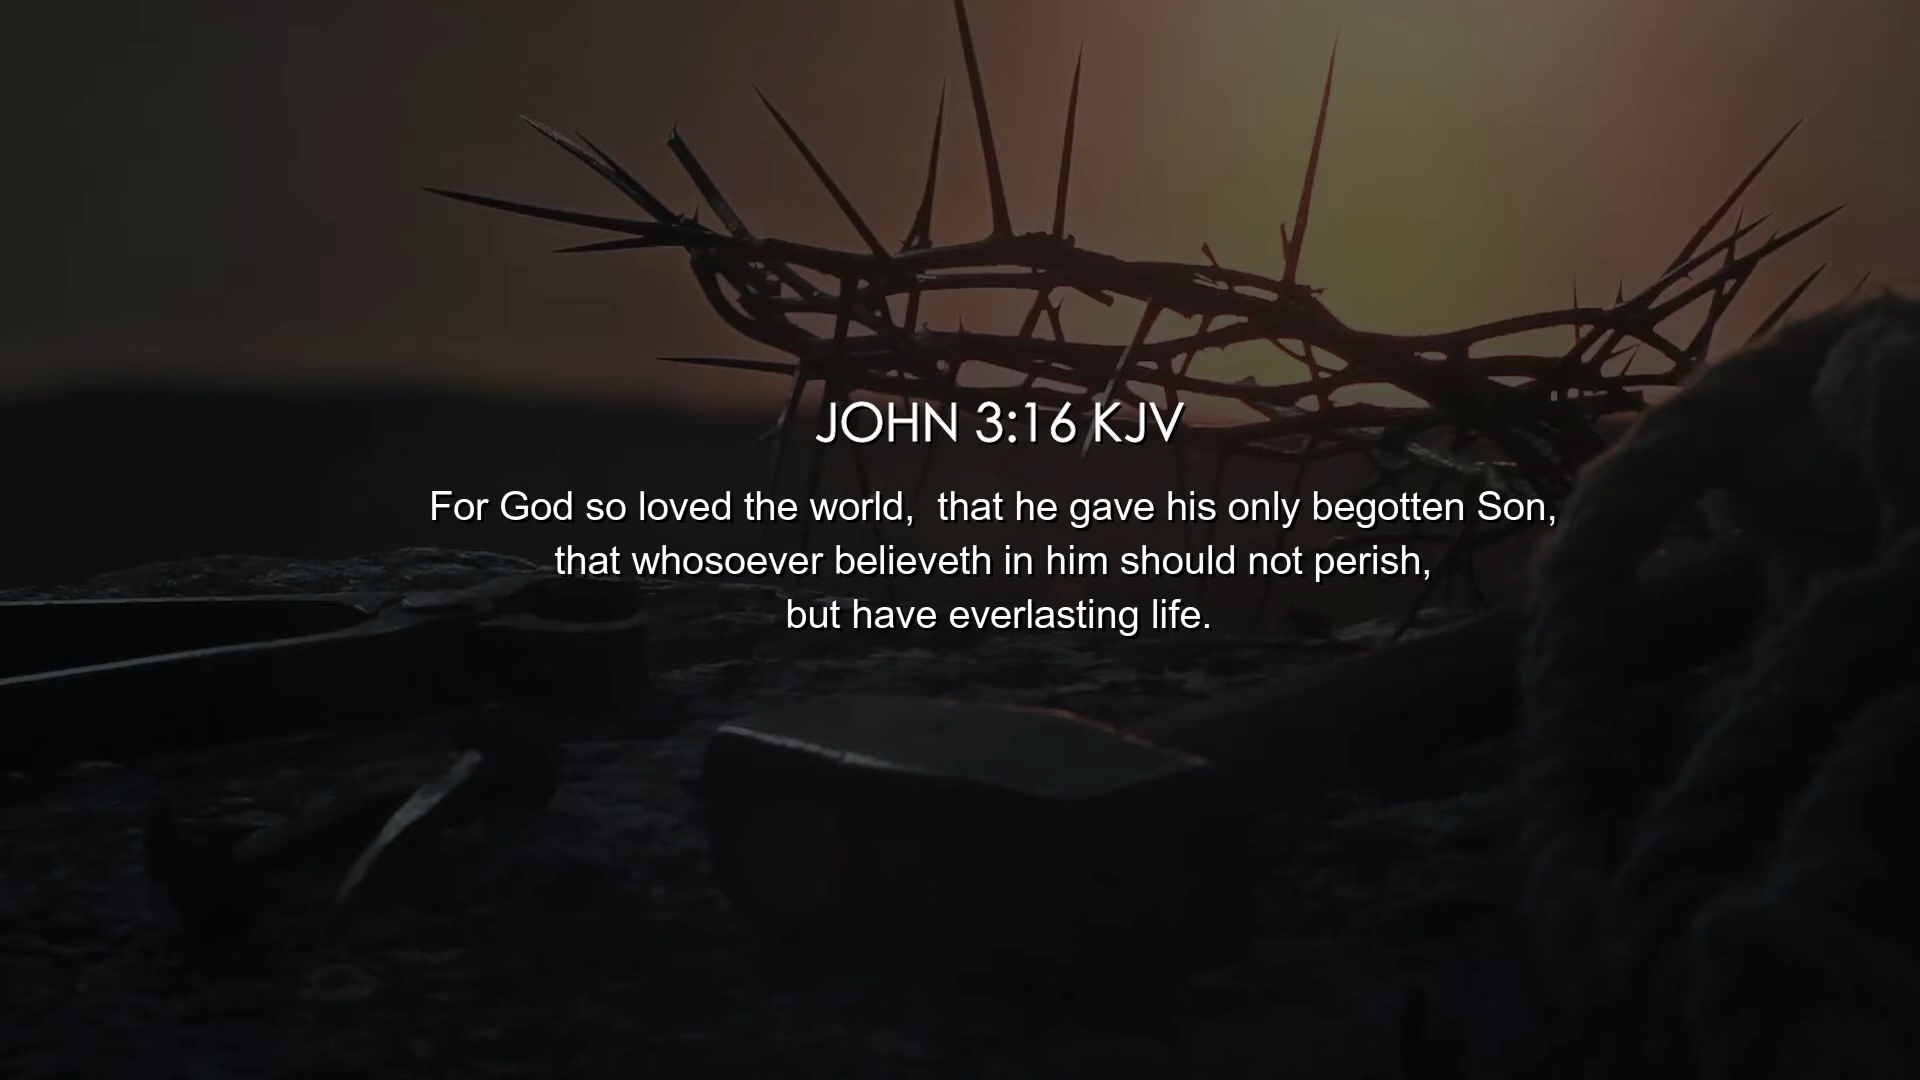 JOHN 3:16 KJV
For God so loved the world,  that he gave his only begotten Son,
that whosoever believeth in him should not perish,
but have everlasting life.